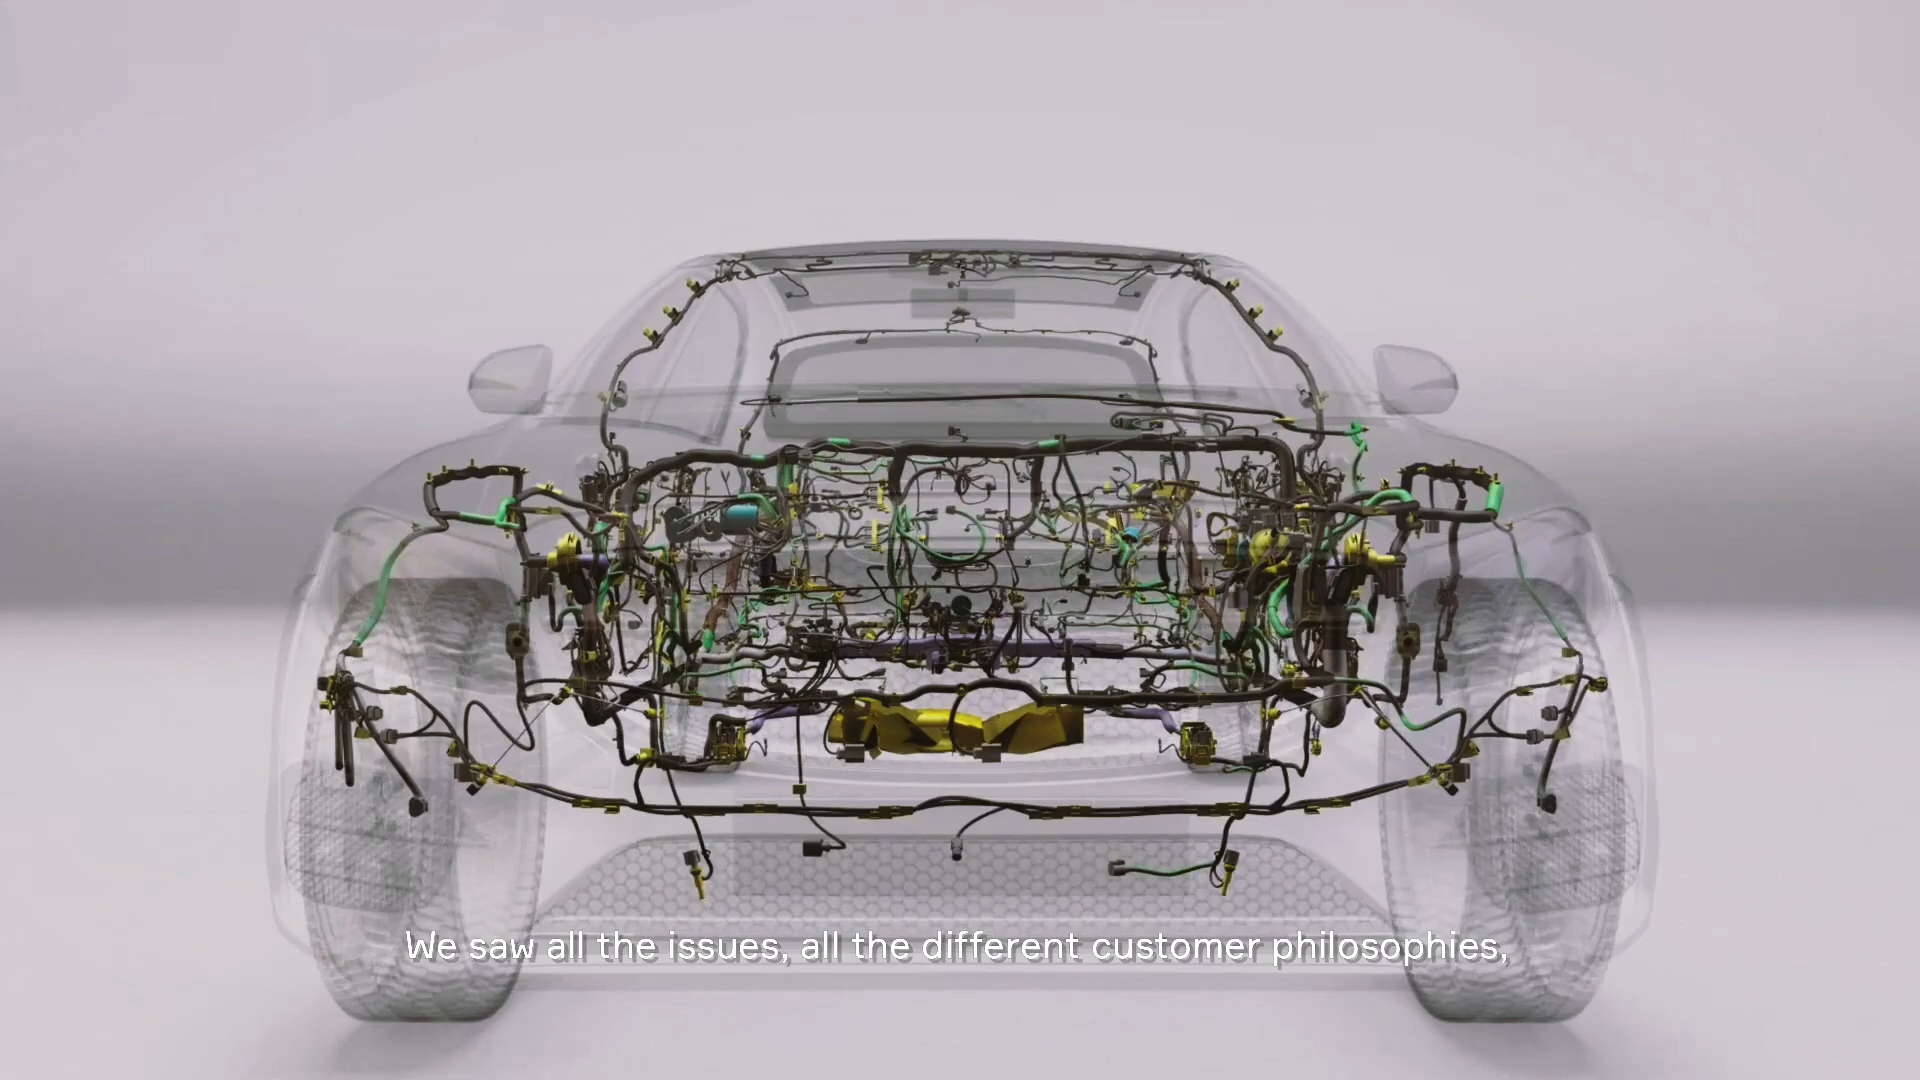 We saw all the issues, all the different customer philosophies,